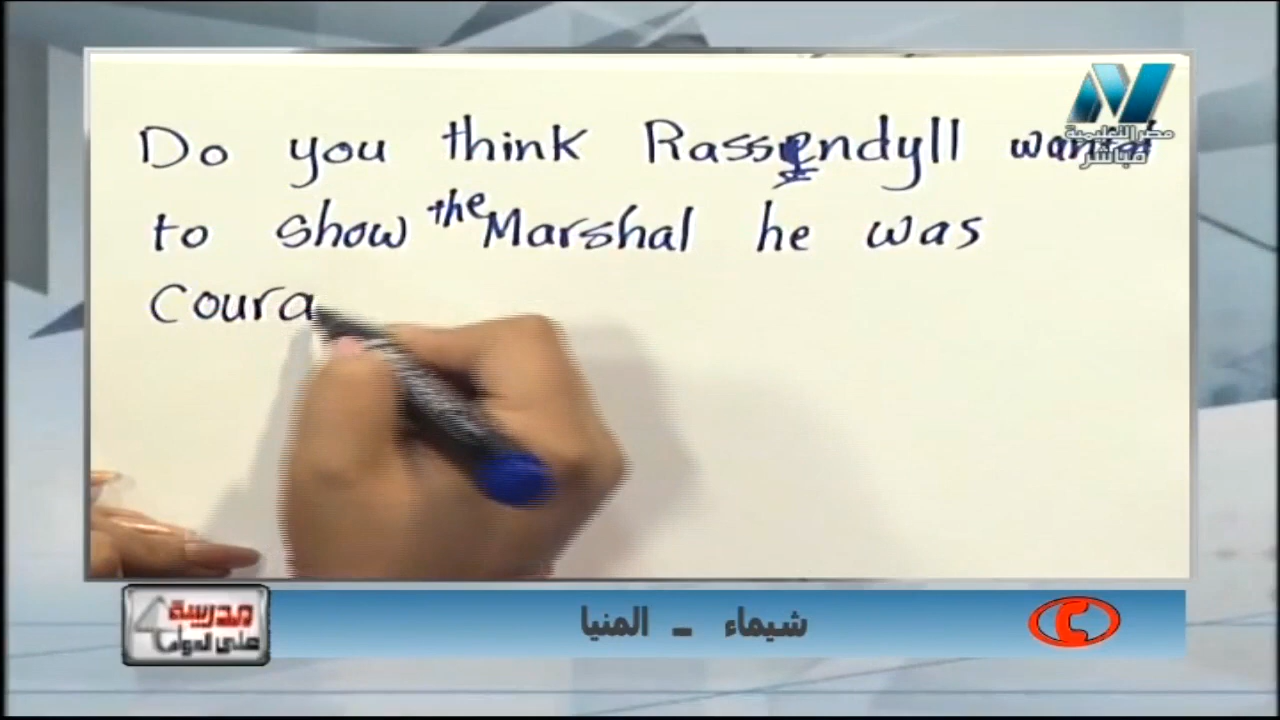 Do you think Rassendyll wanted
to show the Marshal he was
Coura
مصر التعليمية
مباشر
شيماء - المنيا
مدرسة
على الهواء